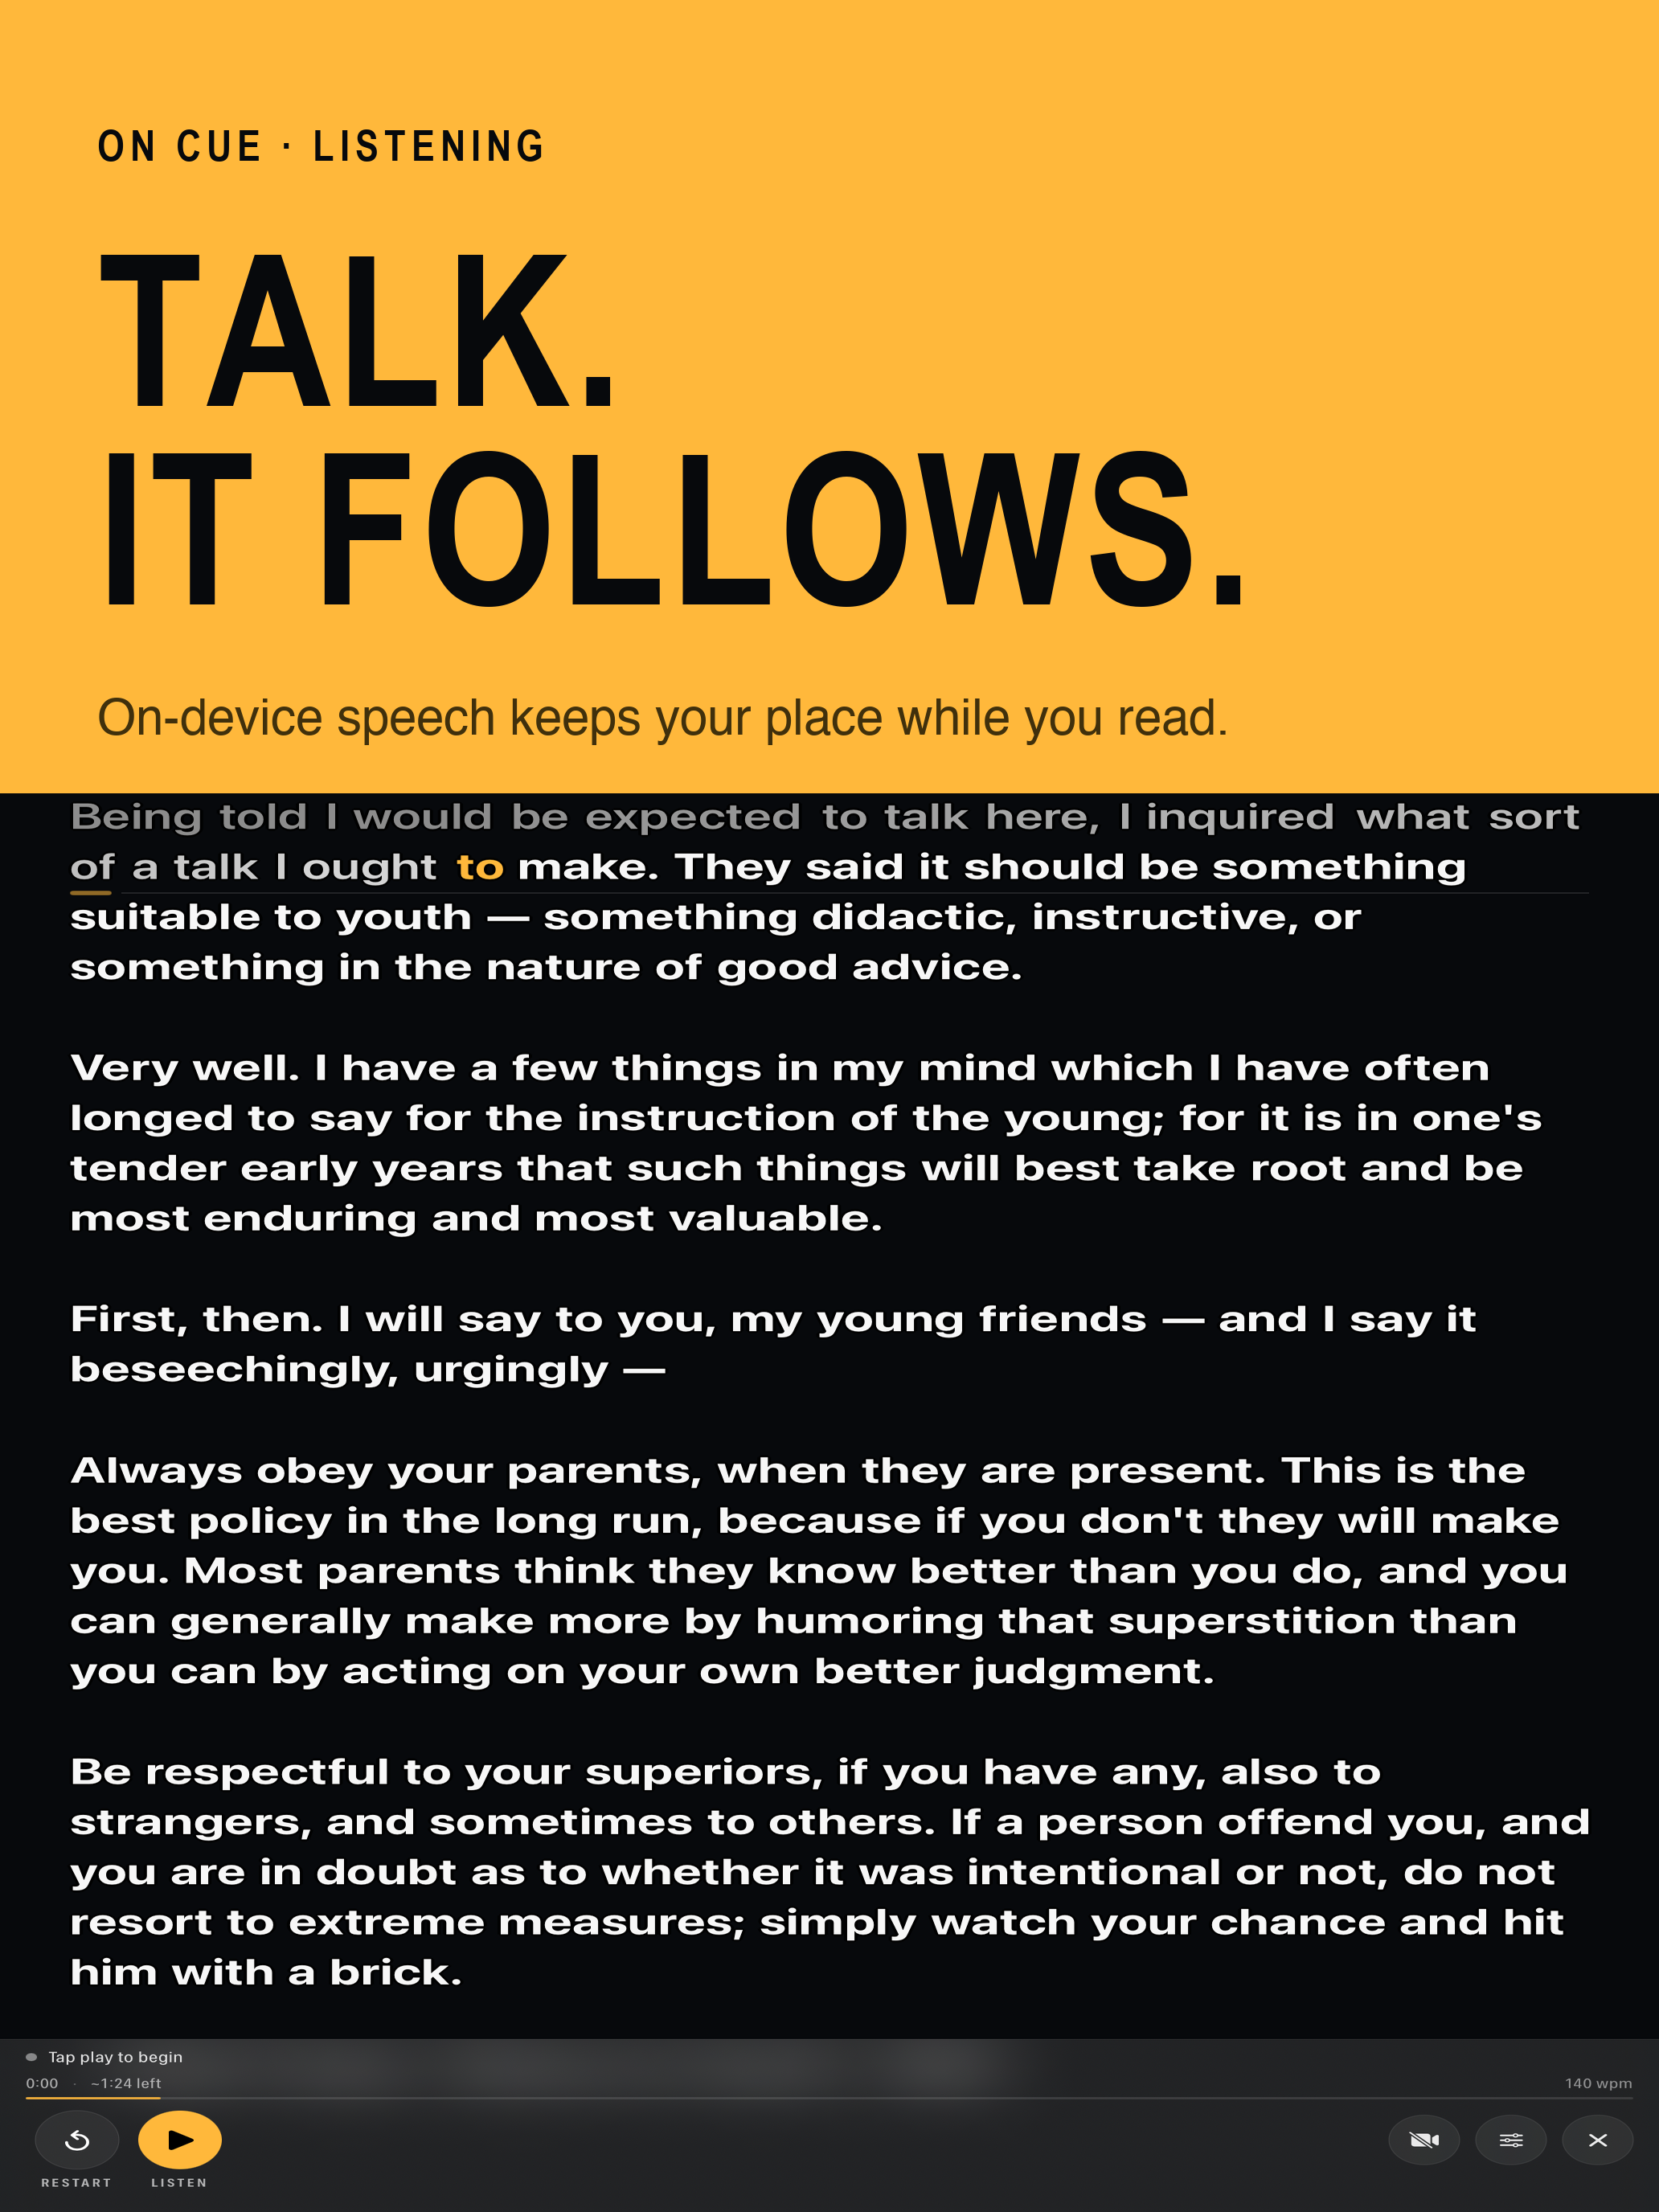 ON CUE · LISTENING
TALK.
IT FOLLOWS.
On-device speech keeps your place while you read.
Being told I would be expected to talk here, I inquired what sort
of a talk I ought to make. They said it should be something
suitable to youth — something didactic, instructive, or
something in the nature of good advice.
Very well. I have a few things in my mind which I have often
longed to say for the instruction of the young; for it is in one's
tender early years that such things will best take root and be
most enduring and most valuable.
First, then. I will say to you, my young friends — and I say it
beseechingly, urgingly —
Always obey your parents, when they are present. This is the
best policy in the long run, because if you don't they will make
you. Most parents think they know better than you do, and you
can generally make more by humoring that superstition than
you can by acting on your own better judgment.
Be respectful to your superiors, if you have any, also to
strangers, and sometimes to others. If a person offend you, and
you are in doubt as to whether it was intentional or not, do not
resort to extreme measures; simply watch your chance and hit
him with a brick.
Tap play to begin
0:00 · ~1:24 left
140 wpm
RESTART
LISTEN